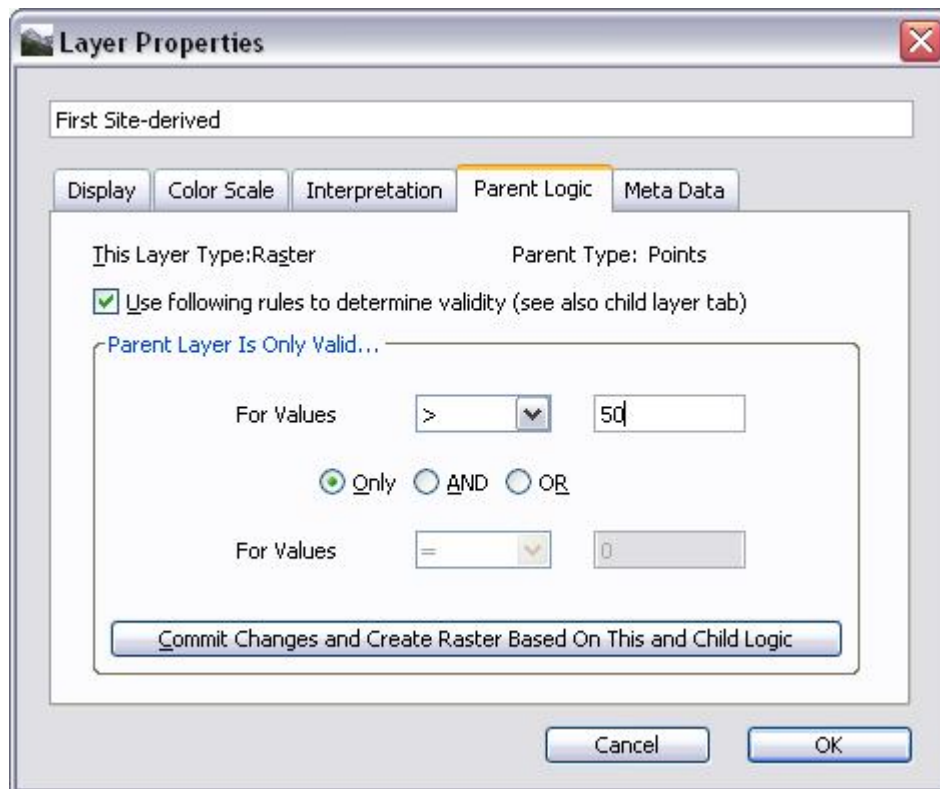 Layer Properties
First Site-derived
Display Color Scale Interpretation Parent Logic Meta Data
This Layer Type:Raster Parent Type: Points
Use following rules to determine validity (see also child layer tab)
Parent Layer Is Only Valid...
For Values > 50
Only AND OR
For Values = 0
Commit Changes and Create Raster Based On This and Child Logic
Cancel OK